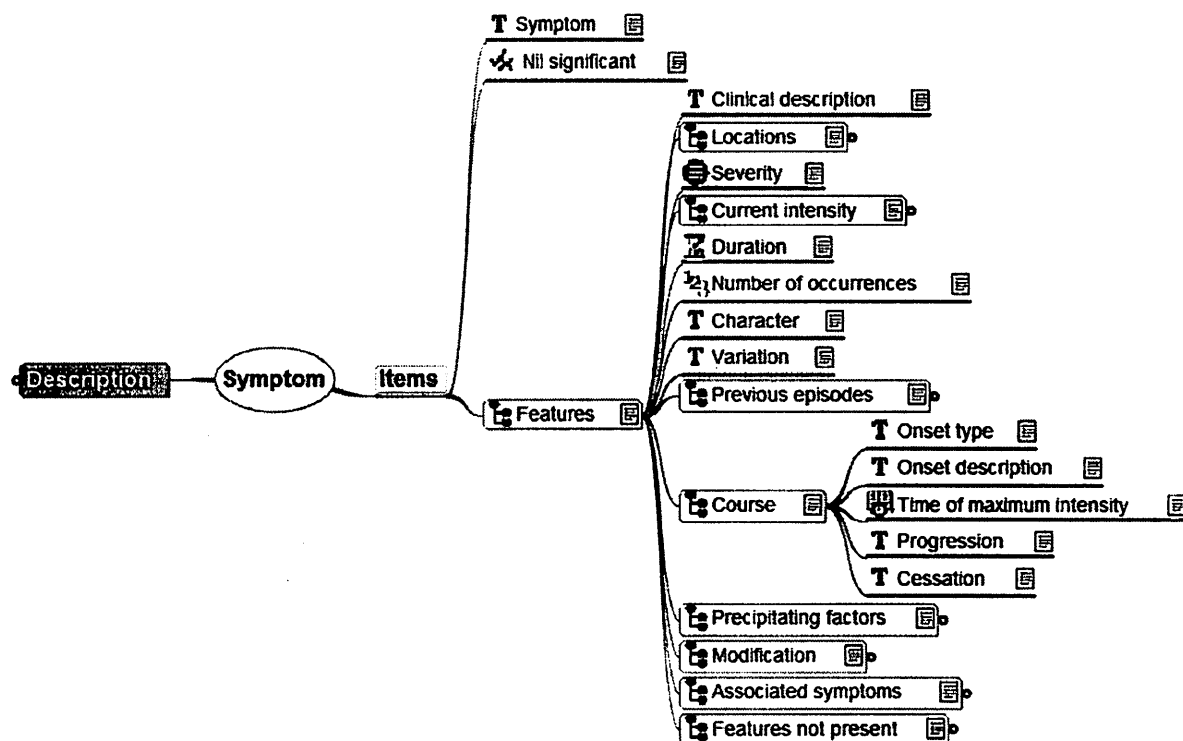 T Symptom
Nil significant
T Clinical description
Locations
Severity
Current intensity
Duration
Number of occurrences
T Character
T Variation
Description
Symptom
Items
Previous episodes
Features
T Onset type
T Onset description
Course
Time of maximum intensity
T Progression
T Cessation
Precipitating factors
Modification
Associated symptoms
Features not present